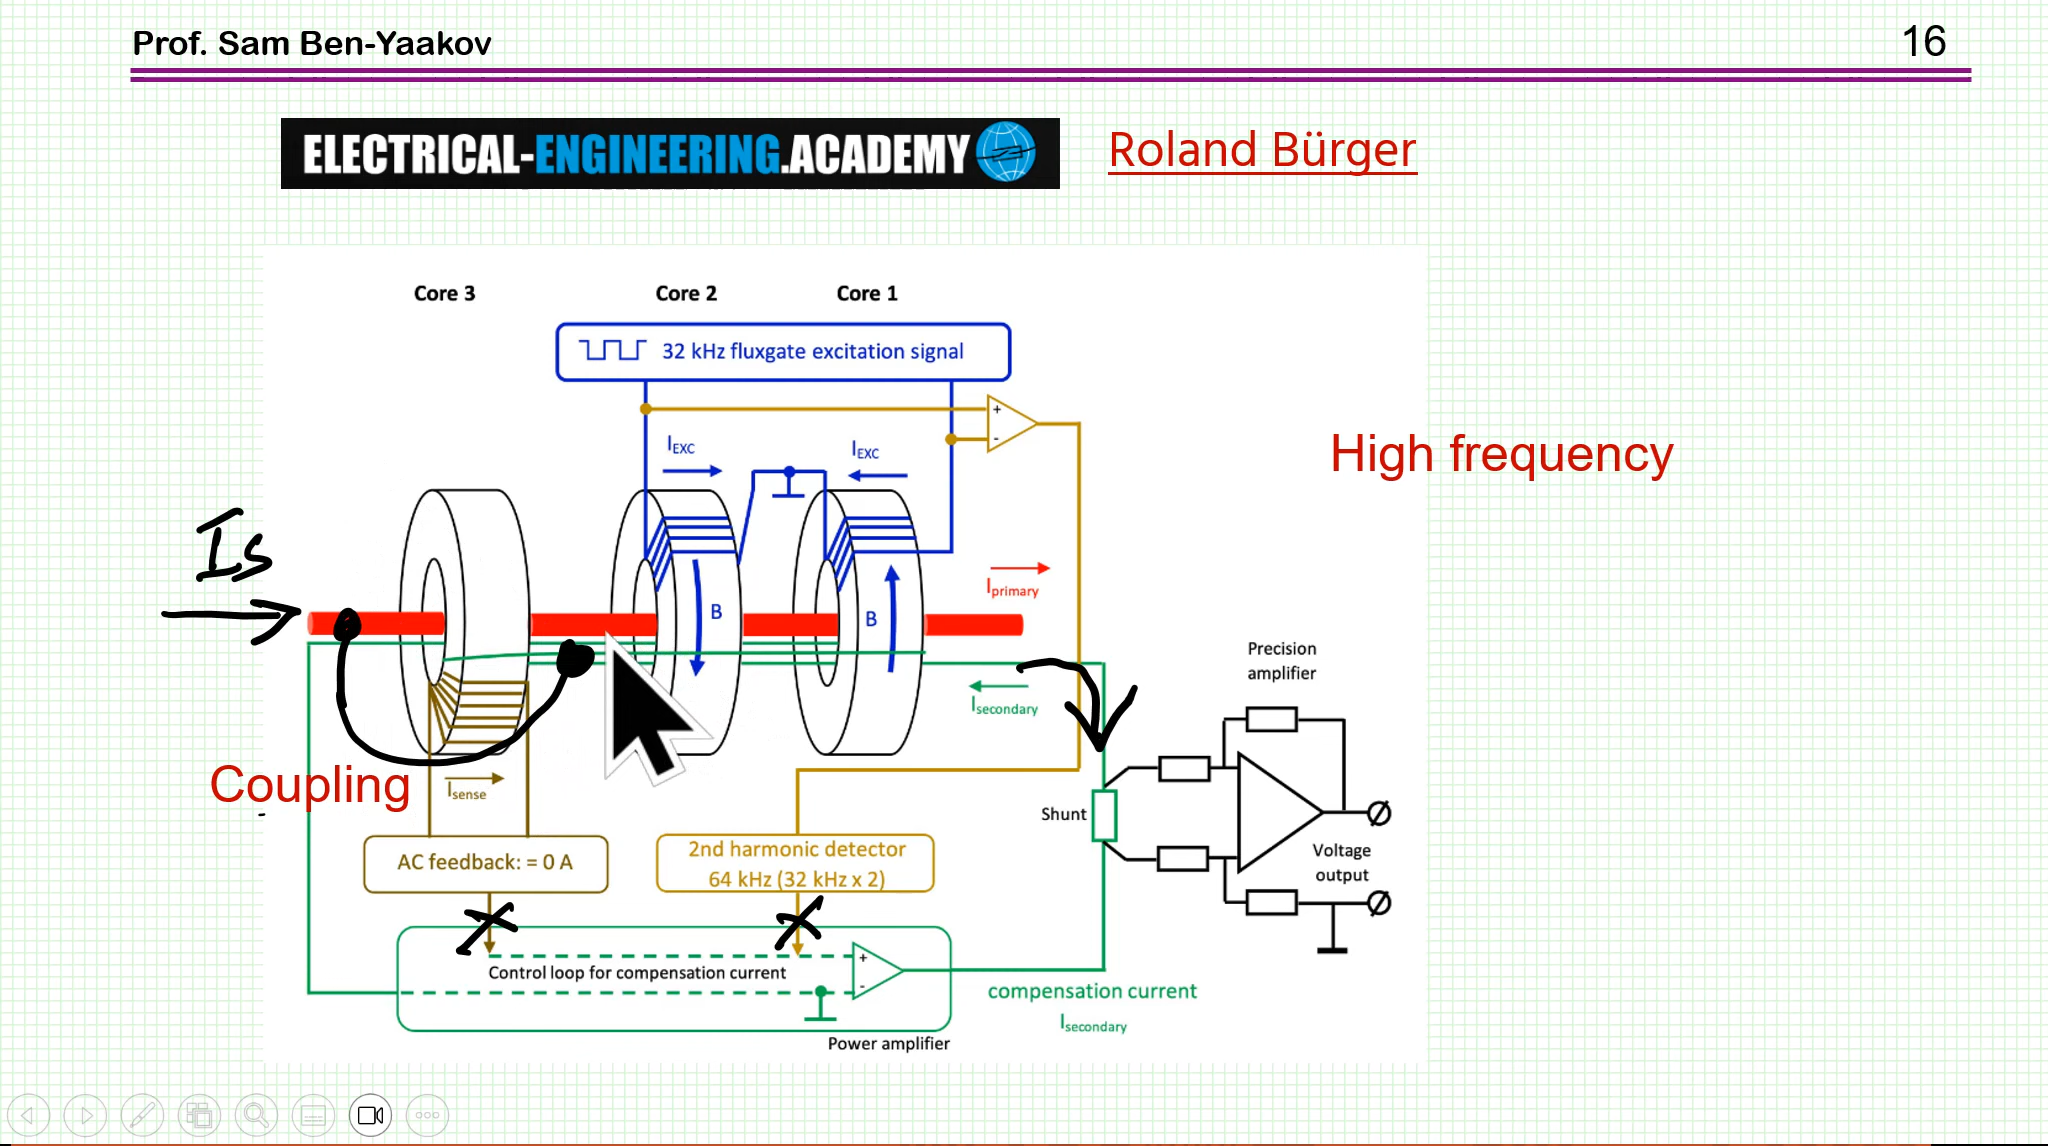 Prof. Sam Ben-Yaakov
16
ELECTRICAL-ENGINEERING.ACADEMY
Roland Bürger
Core 3
Core 2
Core 1
32 kHz fluxgate excitation signal
+
-
IEXC
IEXC
High frequency
Is
B
B
Iprimary
Isecondary
Precision
amplifier
Coupling
Isense
Shunt
AC feedback: = 0 A
2nd harmonic detector
64 kHz (32 kHz x 2)
Voltage
output
Control loop for compensation current
+
-
compensation current
Isecondary
Power amplifier